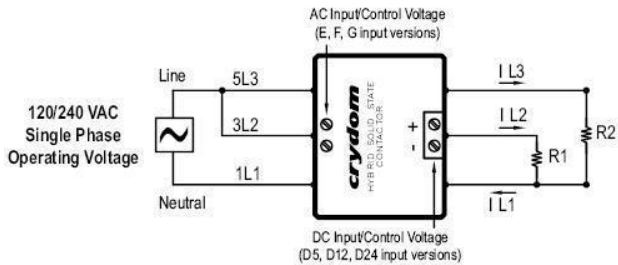 AC Input/Control Voltage
(E, F, G input versions)
120/240 VAC
Single Phase
Operating Voltage
Line
Neutral
5L3
3L2
1L1
crydom
HYBRID SOLID STATE
CONTACTOR
+
-
I L3
I L2
I L1
R1
R2
DC Input/Control Voltage
(D5, D12, D24 input versions)